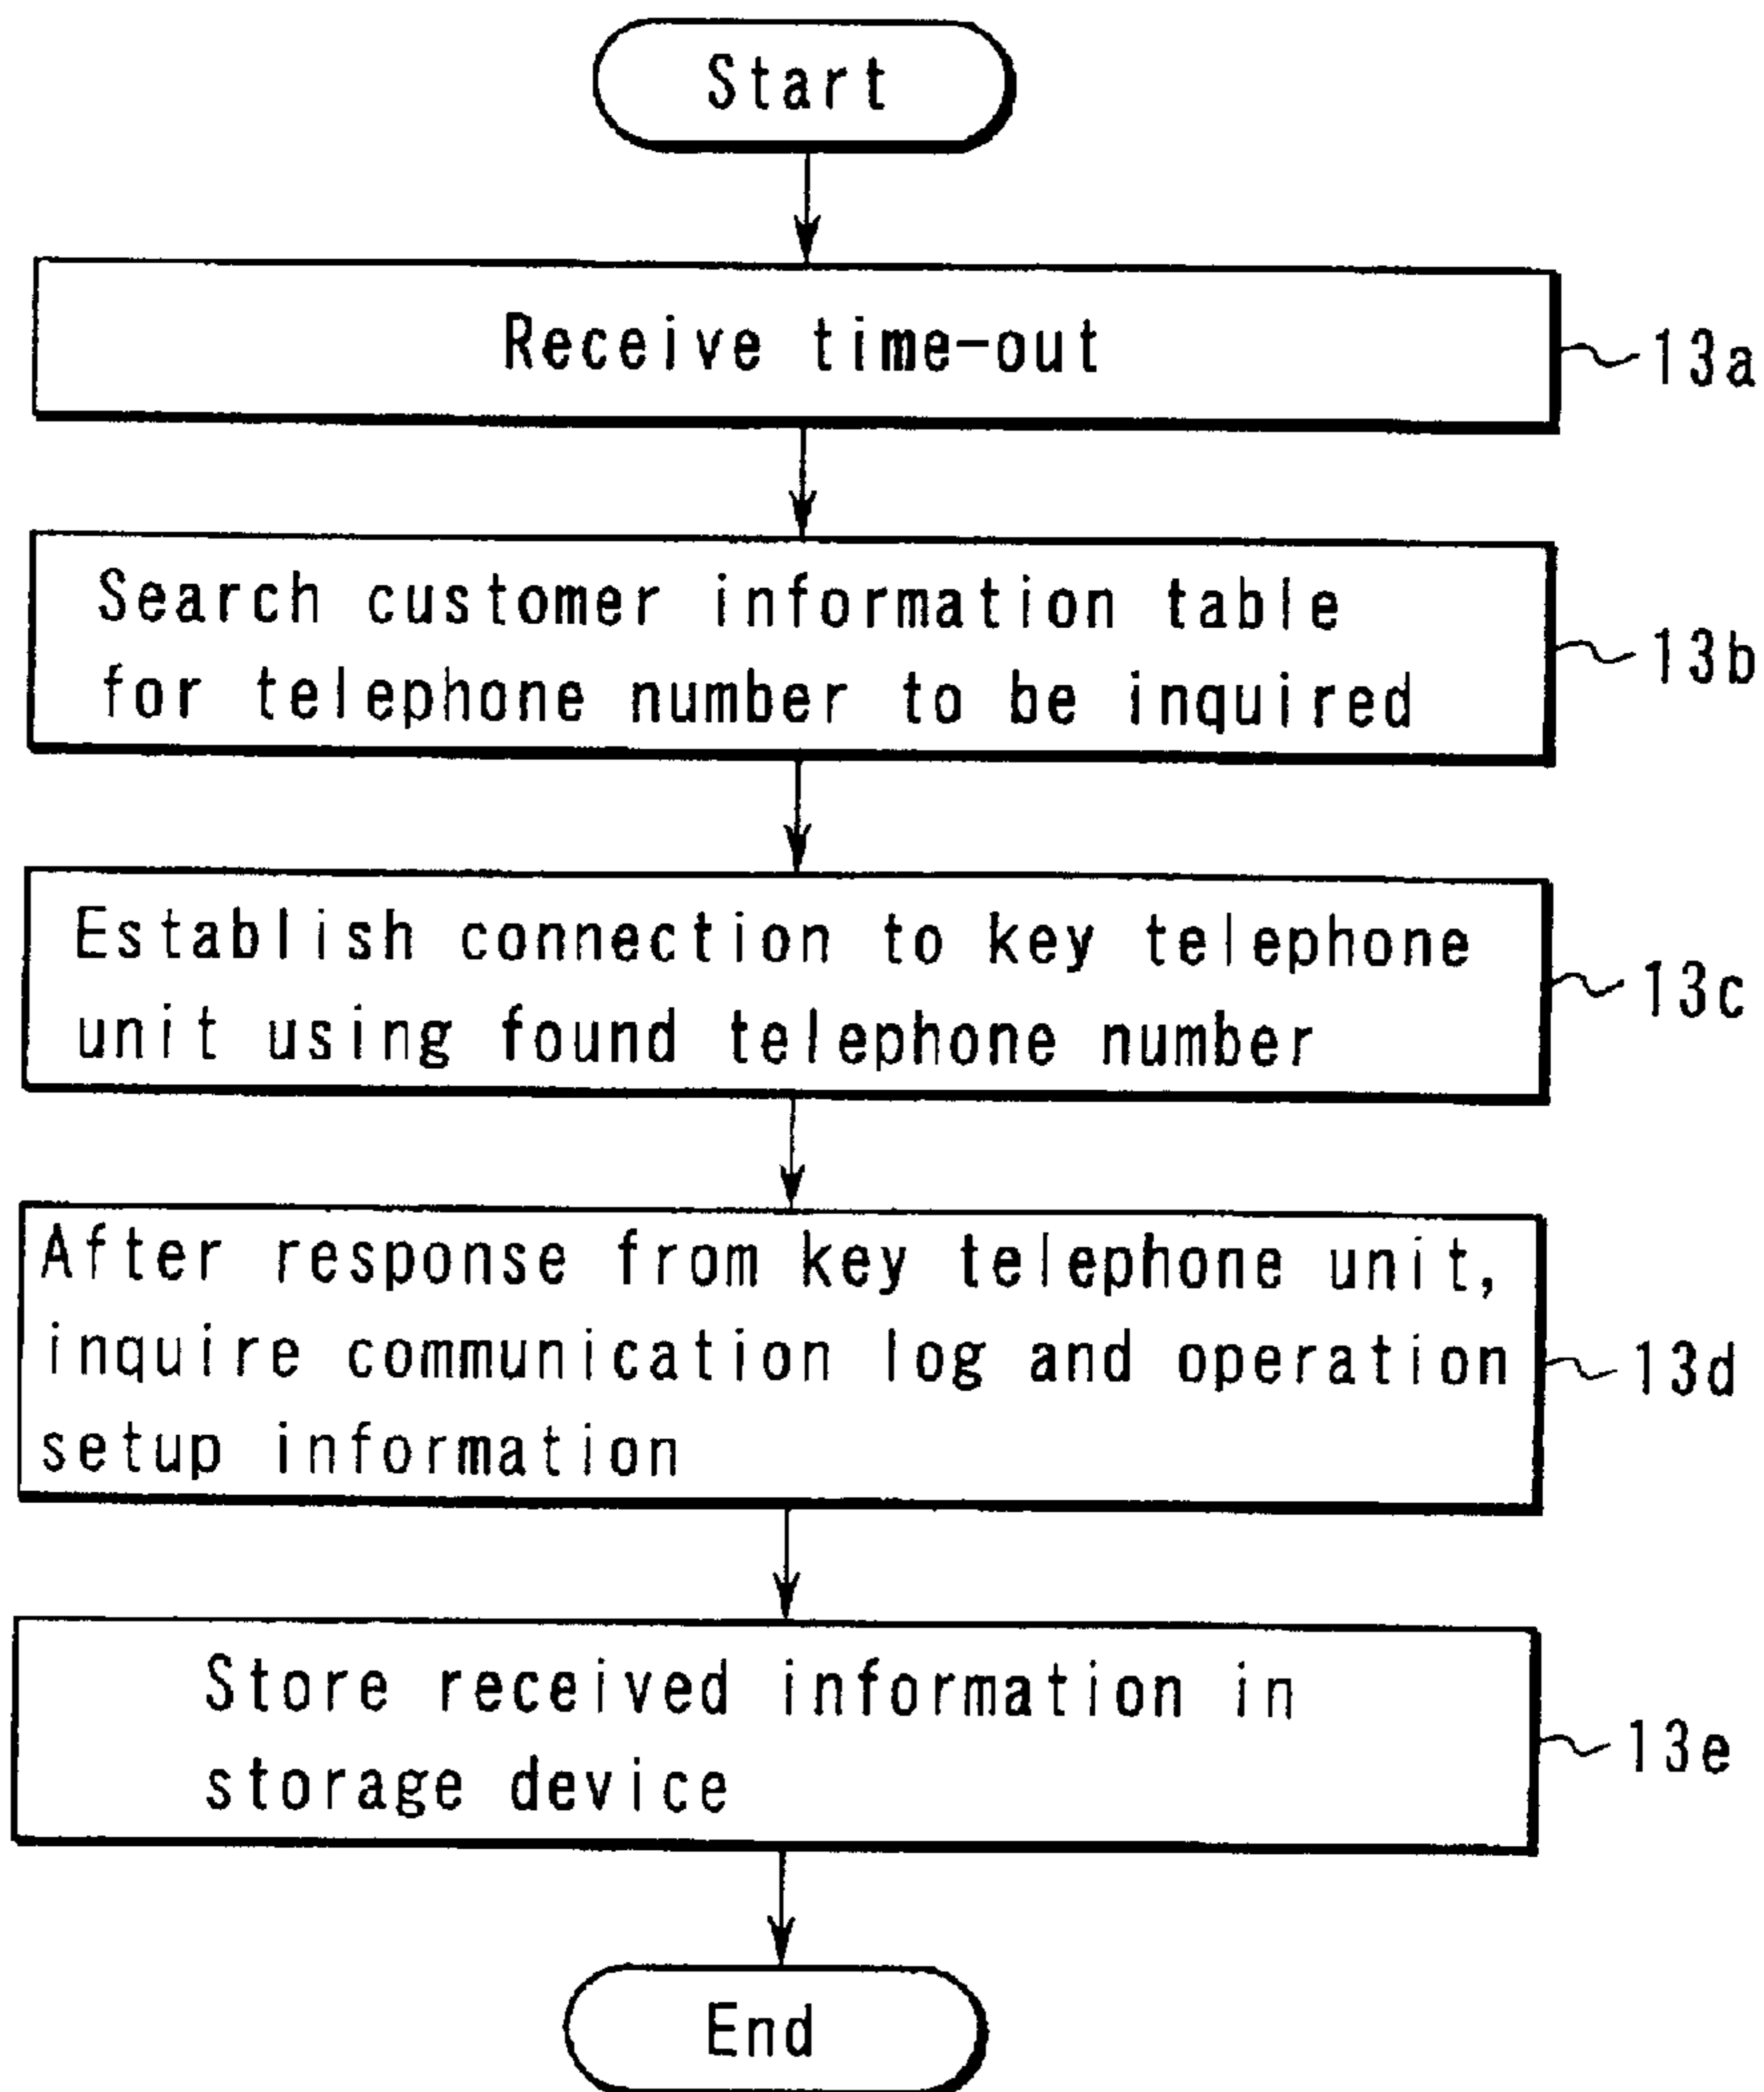 Start
Receive time-out
13a
Search customer information table
for telephone number to be inquired
13b
Establish connection to key telephone
unit using found telephone number
13c
After response from key telephone unit,
inquire communication log and operation
setup information
13d
Store received information in
storage device
13e
End